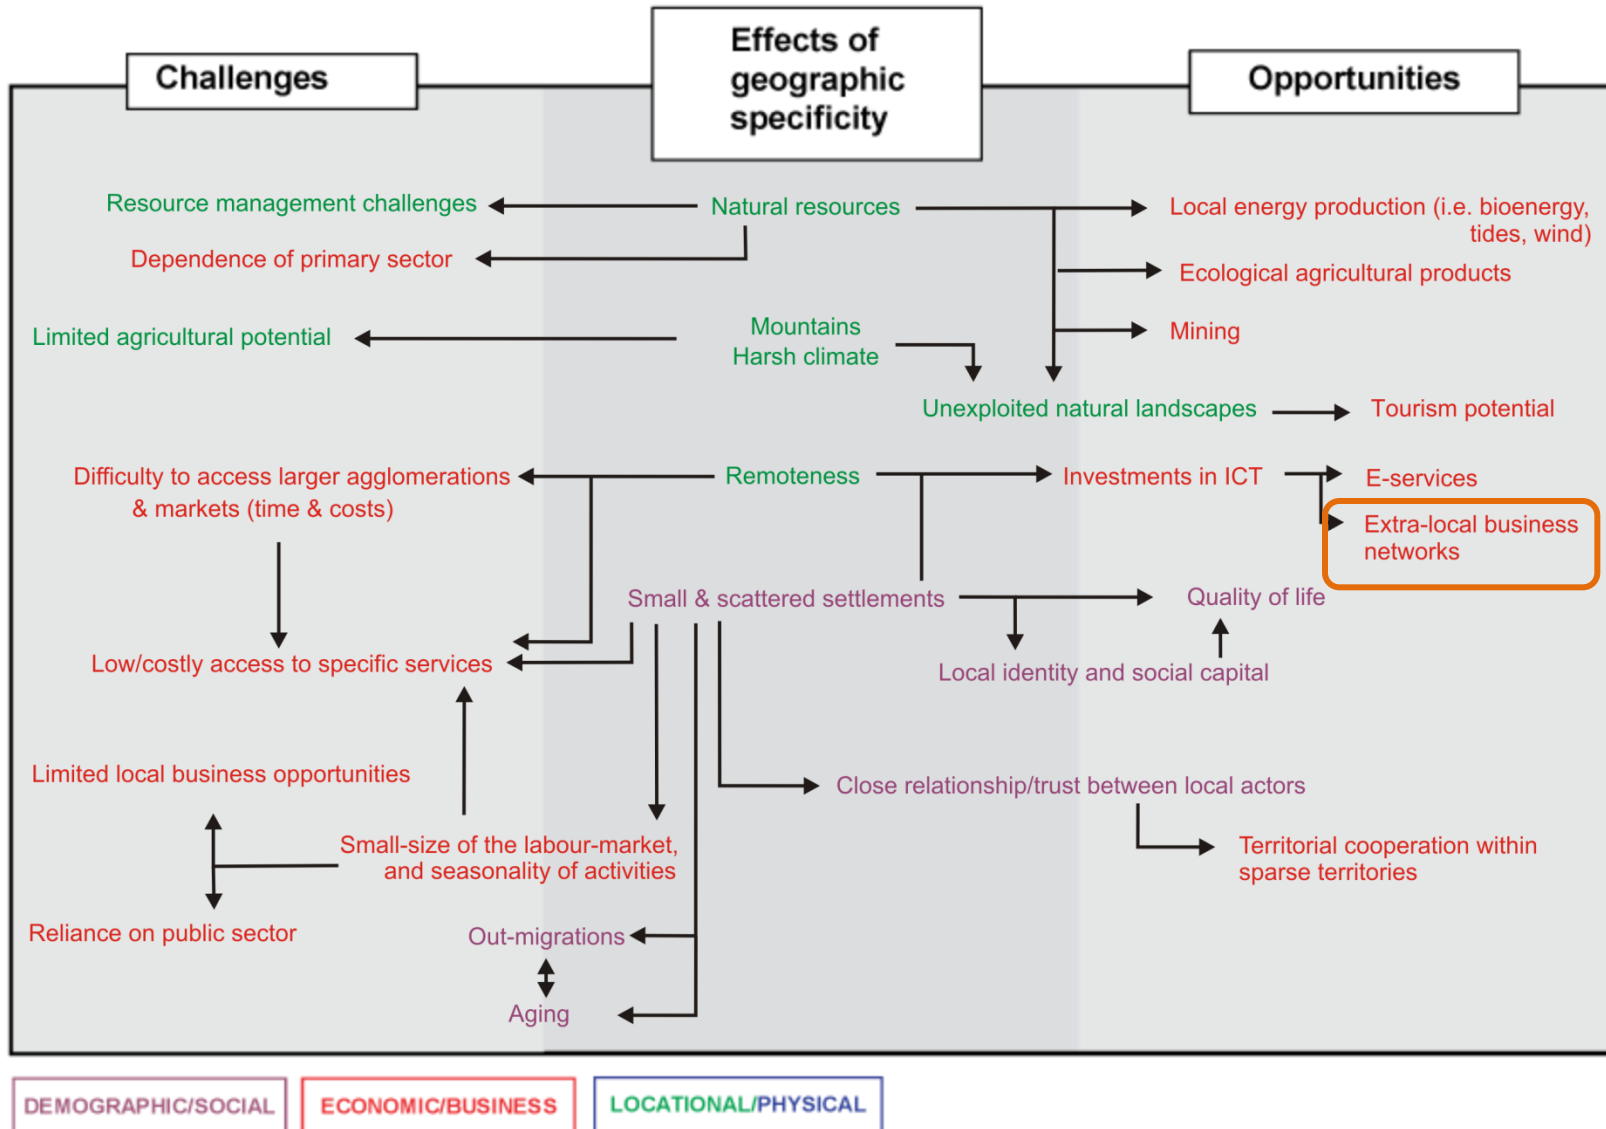 Challenges
Effects of
geographic
specificity
Opportunities
Resource management challenges
Natural resources
Local energy production (i.e. bioenergy,
tides, wind)
Dependence of primary sector
Ecological agricultural products
Limited agricultural potential
Mountains
Harsh climate
Mining
Unexploited natural landscapes
Tourism potential
Difficulty to access larger agglomerations
& markets (time & costs)
Remoteness
Investments in ICT
E-services
Extra-local business
networks
Small & scattered settlements
Quality of life
Low/costly access to specific services
Local identity and social capital
Limited local business opportunities
Close relationship/trust between local actors
Small-size of the labour-market,
and seasonality of activities
Territorial cooperation within
sparse territories
Reliance on public sector
Out-migrations
Aging
DEMOGRAPHIC/SOCIAL
ECONOMIC/BUSINESS
LOCATIONAL/PHYSICAL